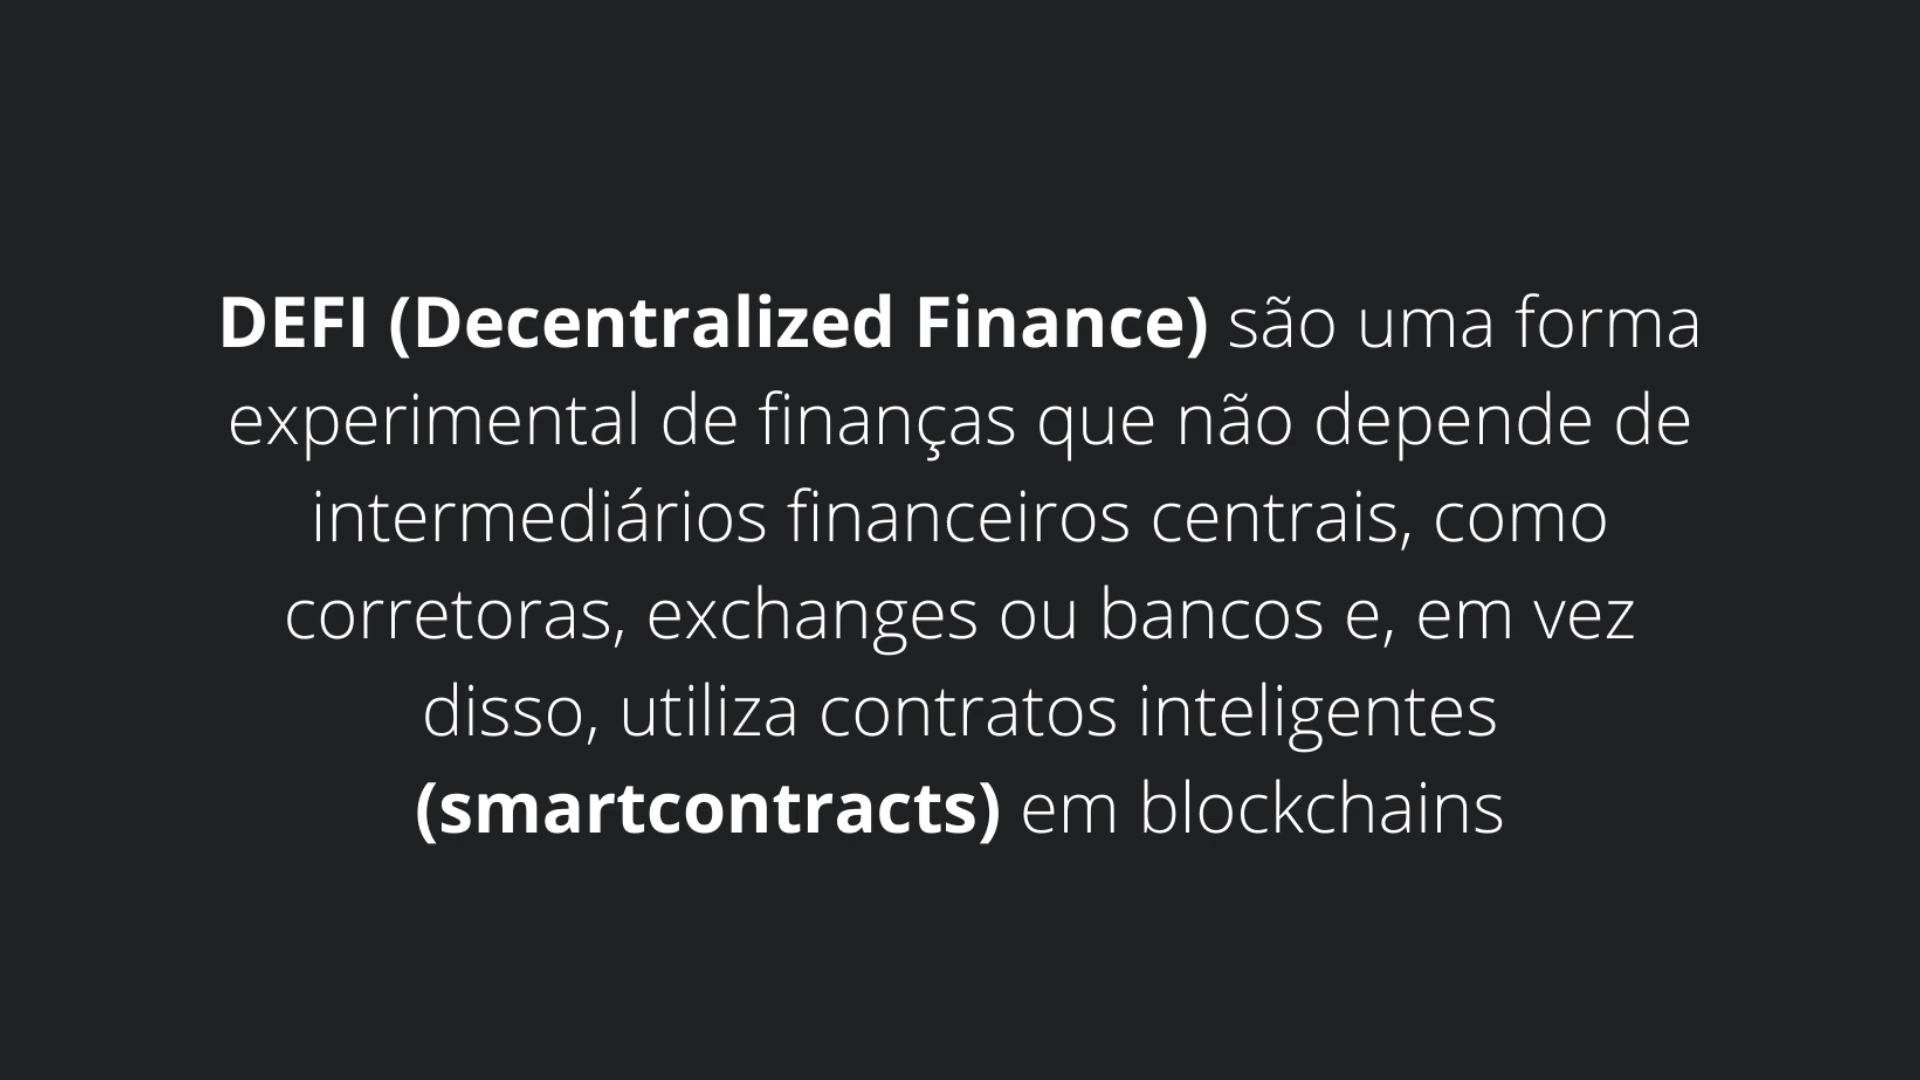 DEFI (Decentralized Finance) são uma forma
experimental de finanças que não depende de
intermediários financeiros centrais, como
corretoras, exchanges ou bancos e, em vez
disso, utiliza contratos inteligentes
(smartcontracts) em blockchains